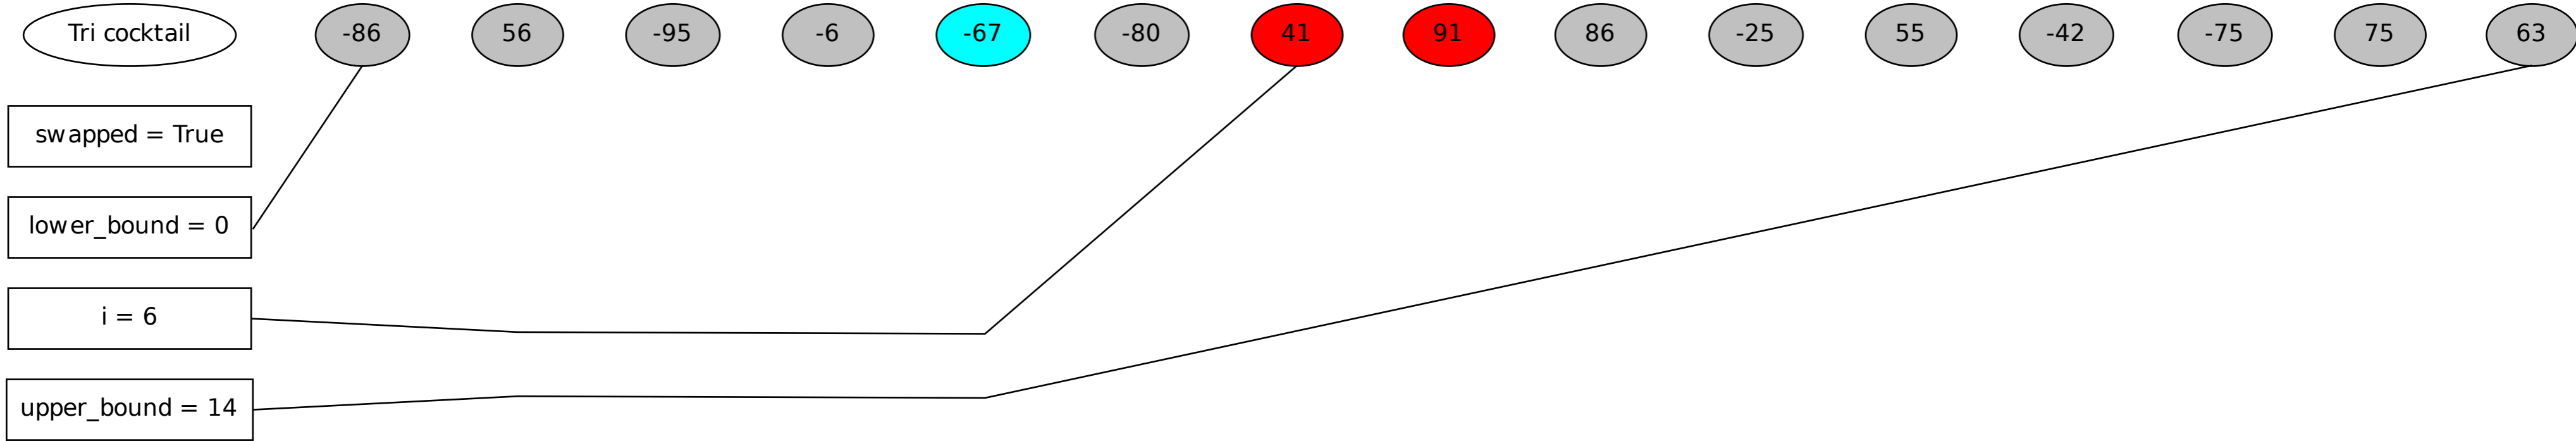 Tri cocktail -86 56 -95 -6 -67 -80 41 91 86 -25 55 -42 -75 75 63
swapped = True
lower_bound = 0
i = 6
upper_bound = 14